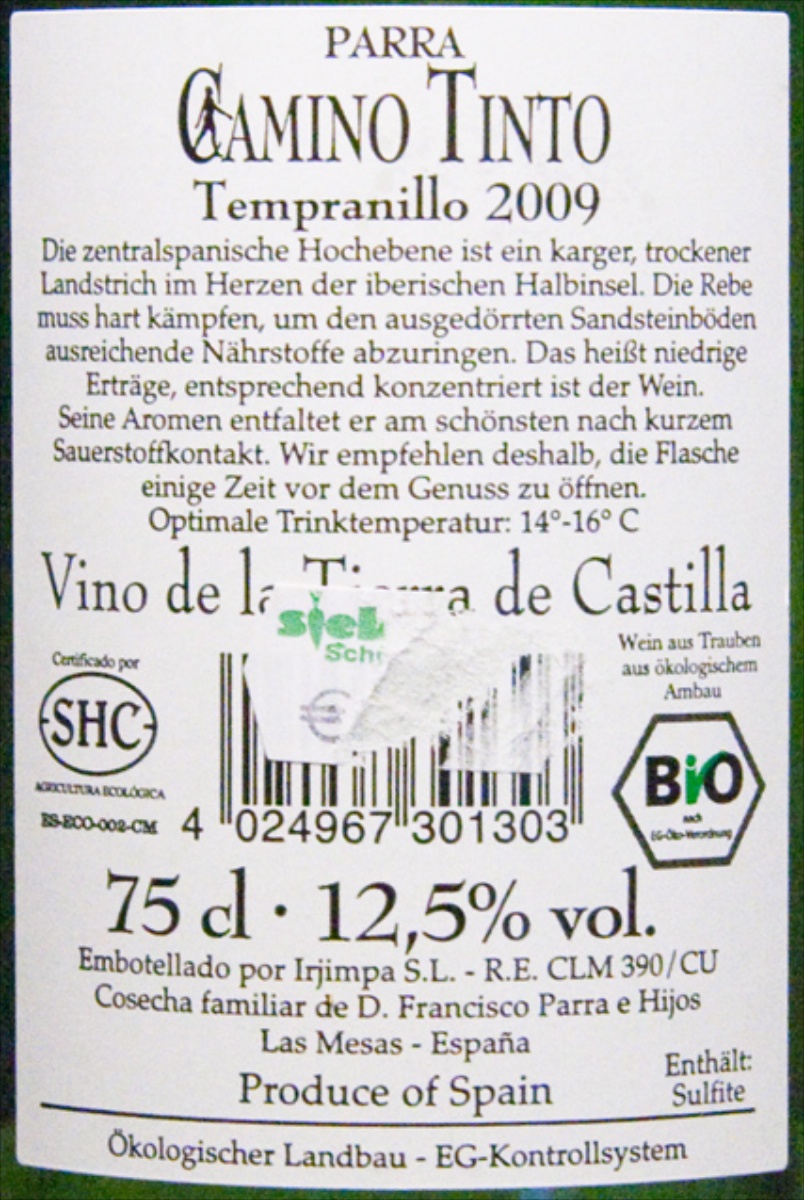 PARRA
CAMINO TINTO
Tempranillo 2009
Die zentralspanische Hochebene ist ein karger, trockener
Landstrich im Herzen der iberischen Halbinsel. Die Rebe
muss hart kämpfen, um den ausgedörrten Sandsteinböden
ausreichende Nährstoffe abzuringen. Das heißt niedrige
Erträge, entsprechend konzentriert ist der Wein.
Seine Aromen entfaltet er am schönsten nach kurzem
Sauerstoffkontakt. Wir empfehlen deshalb, die Flasche
einige Zeit vor dem Genuss zu öffnen.
Optimale Trinktemperatur: 14°-16° C
Vino de la Tierra de Castilla
€
Certificado por
SHC
AGRICULTURA ECOLÓGICA
ES-ECO-002-CM
4 024967 301303
Wein aus Trauben
aus ökologischem
Anbau
BIO
nach
EG-Öko-Verordnung
75 cl · 12,5% vol.
Embotellado por Irjimpa S.L. - R.E. CLM 390/CU
Cosecha familiar de D. Francisco Parra e Hijos
Las Mesas - España
Produce of Spain
Enthält:
Sulfite
Ökologischer Landbau - EG-Kontrollsystem